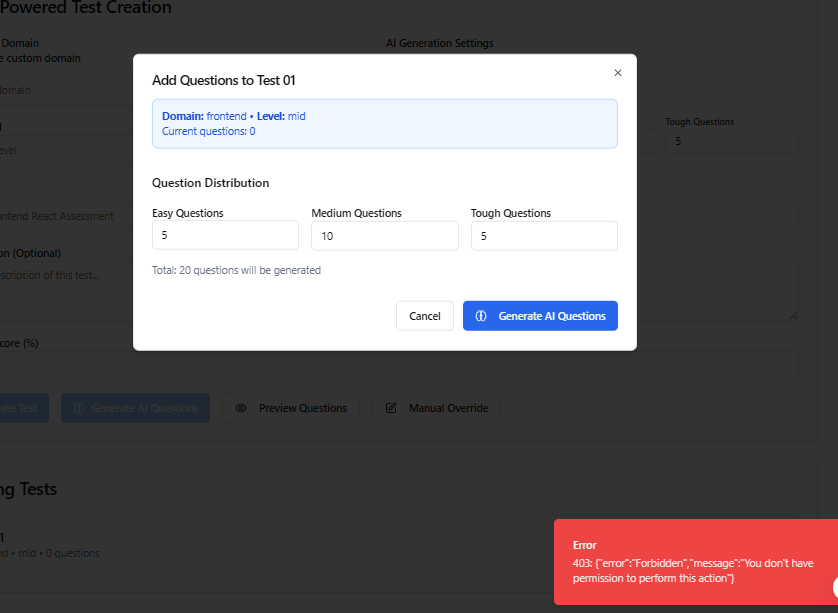 Powered Test Creation
Domain
AI Generation Settings
e custom domain
domain
Tough Questions
5
evel
ntend React Assessment
on (Optional)
scription of this test...
core (%)
ate Test
Generate AI Questions
Preview Questions
Manual Override
ng Tests
1
nd • mid • 0 questions
Add Questions to Test 01
×
Domain: frontend • Level: mid
Current questions: 0
Question Distribution
Easy Questions
Medium Questions
Tough Questions
5
10
5
Total: 20 questions will be generated
Cancel
Generate AI Questions
Error
403: {"error":"Forbidden","message":"You don't have
permission to perform this action"}